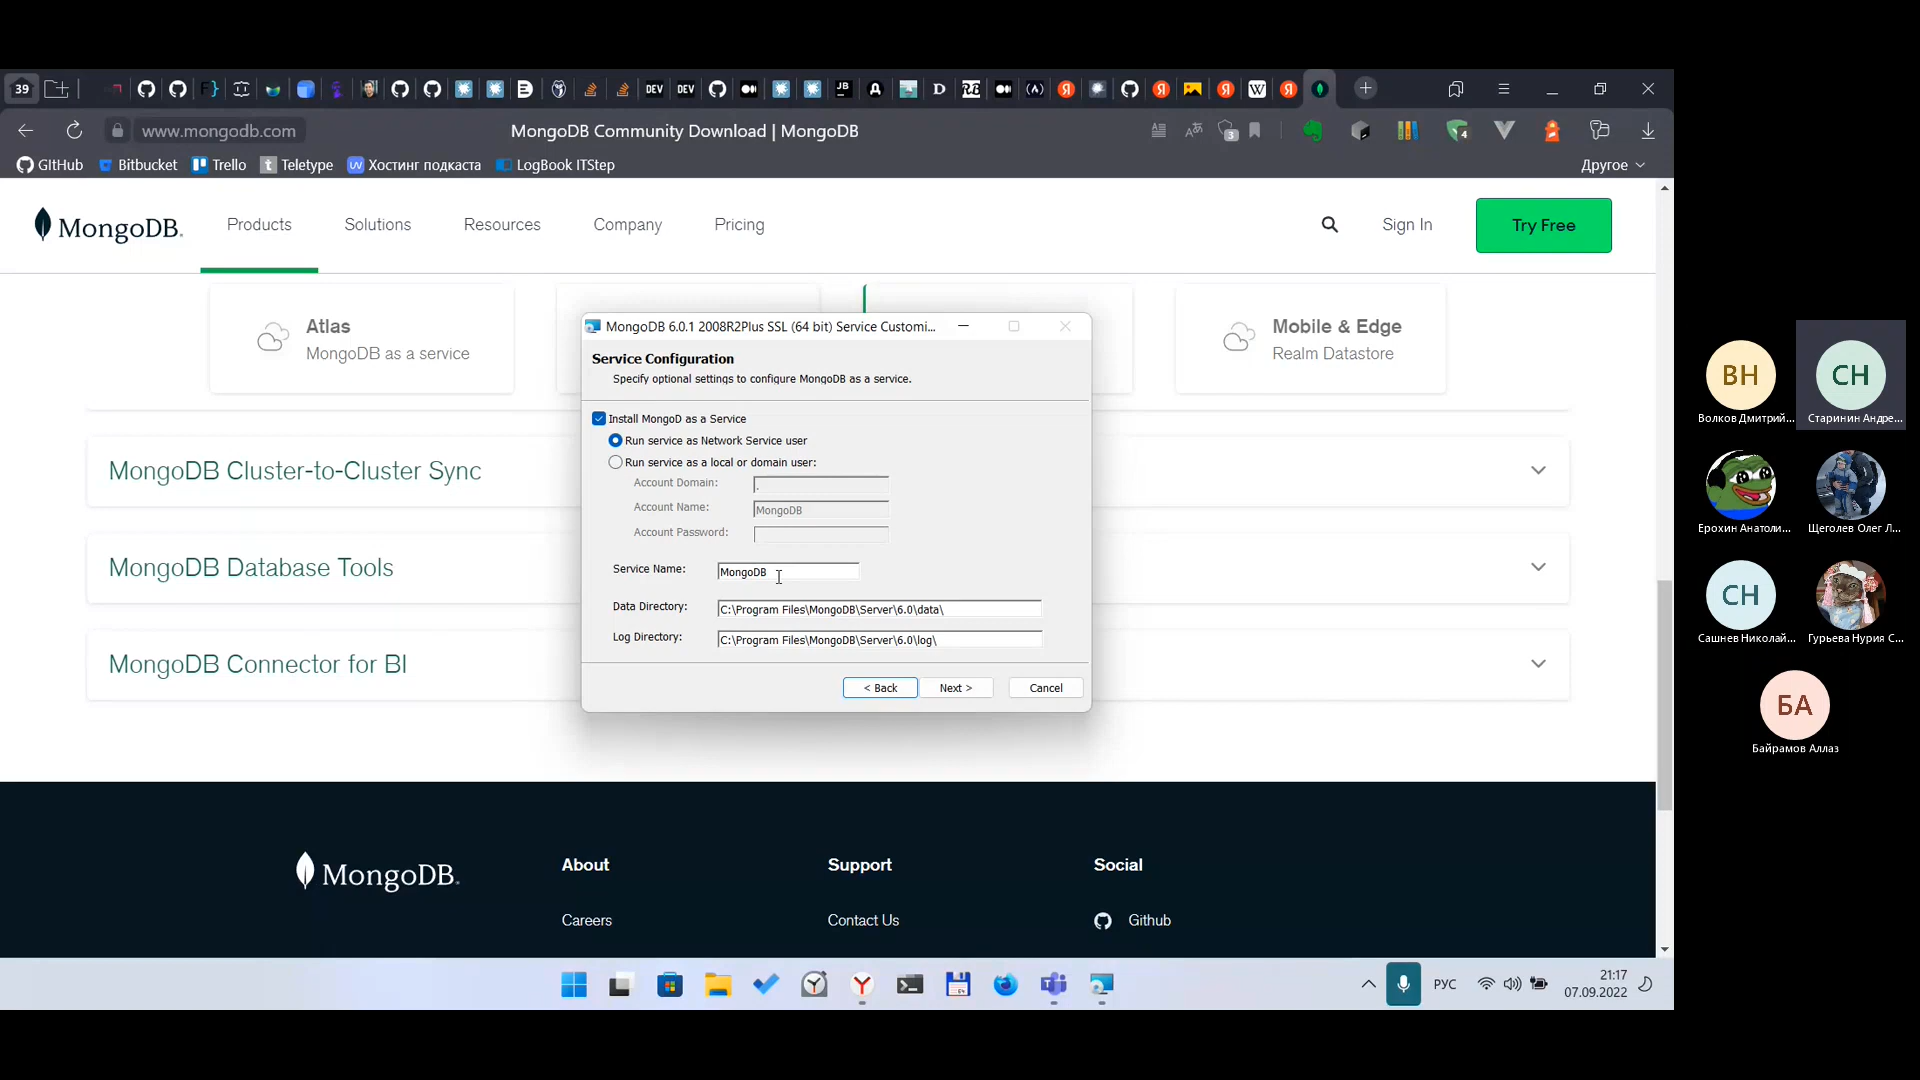 39
DEV
DEV
JB
D
W
www.mongodb.com
MongoDB Community Download | MongoDB
3
4
GItHub
Bitbucket
Trello
Teletype
Хостинг подкаста
LogBook ITStep
Другое
MongoDB.
Products
Solutions
Resources
Company
Pricing
Sign In
Try Free
Atlas
MongoDB as a service
Mobile & Edge
Realm Datastore
MongoDB Cluster-to-Cluster Sync
MongoDB Database Tools
MongoDB Connector for BI
MongoDB 6.0.1 2008R2Plus SSL (64 bit) Service Customi...
Service Configuration
Specify optional settings to configure MongoDB as a service.
Install MongoD as a Service
Run service as Network Service user
Run service as a local or domain user:
Account Domain:
.
Account Name:
MongoDB
Account Password:
Service Name:
MongoDB
Data Directory:
C:\Program Files\MongoDB\Server\6.0\data\
Log Directory:
C:\Program Files\MongoDB\Server\6.0\log\
< Back
Next >
Cancel
MongoDB.
About
Support
Social
Careers
Contact Us
Github
РУС
21:17
07.09.2022
ВН
Волков Дмитрий...
СН
Старинин Андре...
Ерохин Анатоли...
Щеголев Олег Л...
СН
Сашнев Николай...
Гурьева Нурия С...
БА
Байрамов Аллаз